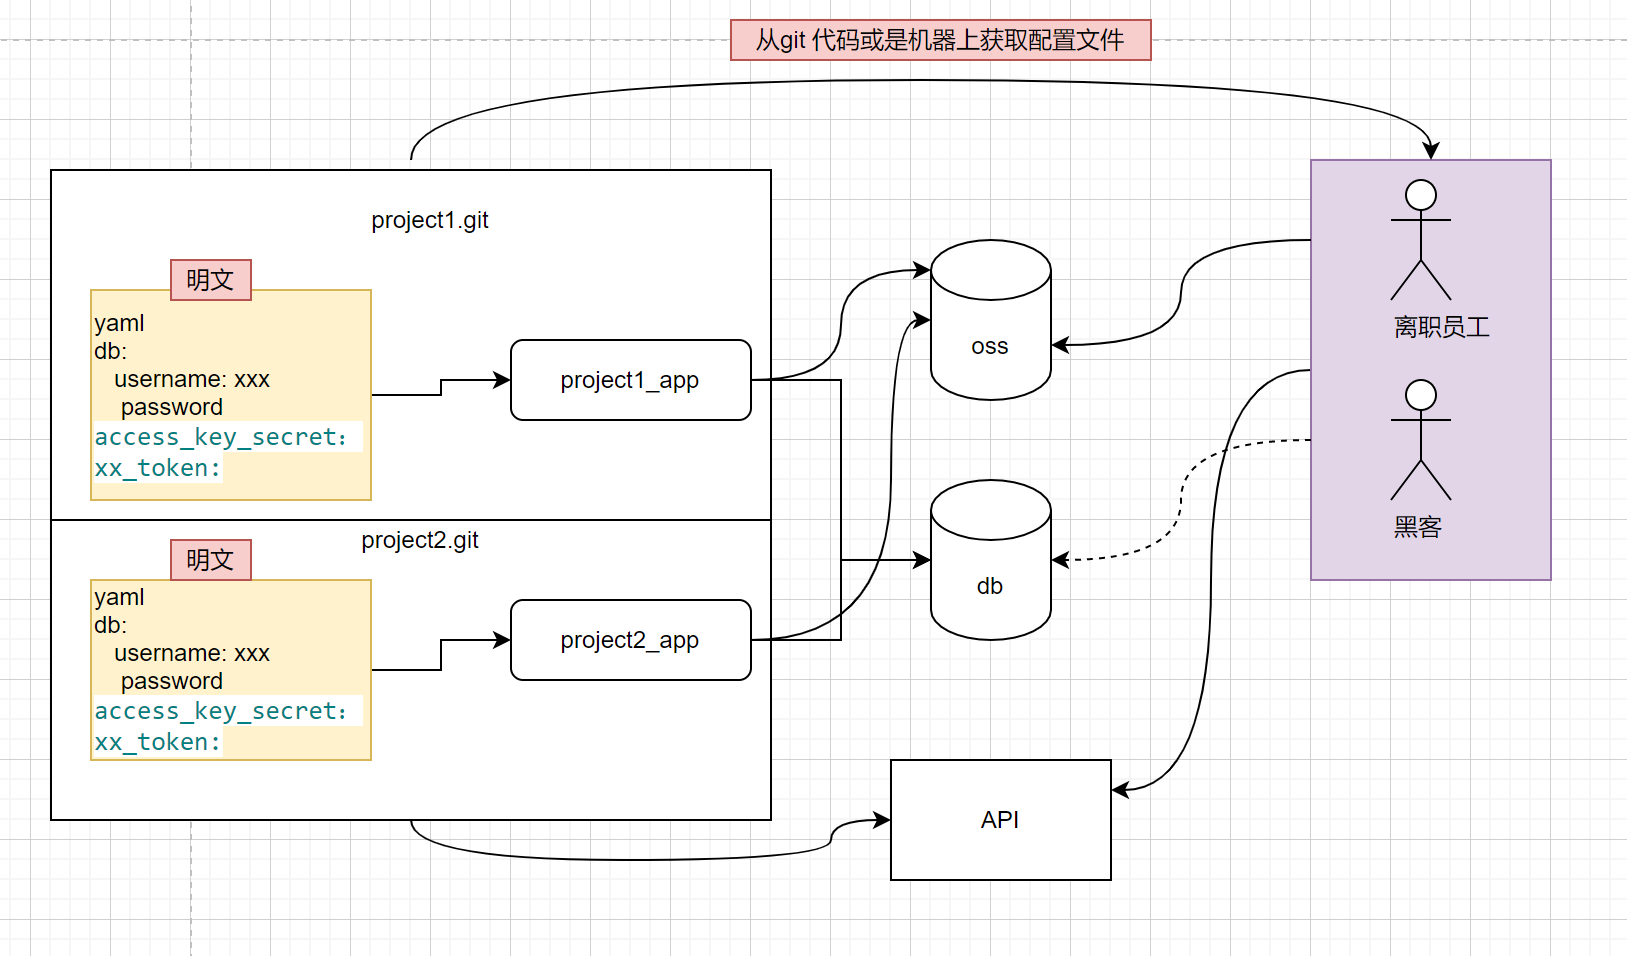 从git 代码或是机器上获取配置文件
project1.git
明文
yaml
db:
username: xxx
password
access_key_secret：
xx_token:
project1_app
oss
离职员工
黑客
project2.git
明文
yaml
db:
username: xxx
password
access_key_secret：
xx_token:
project2_app
db
API